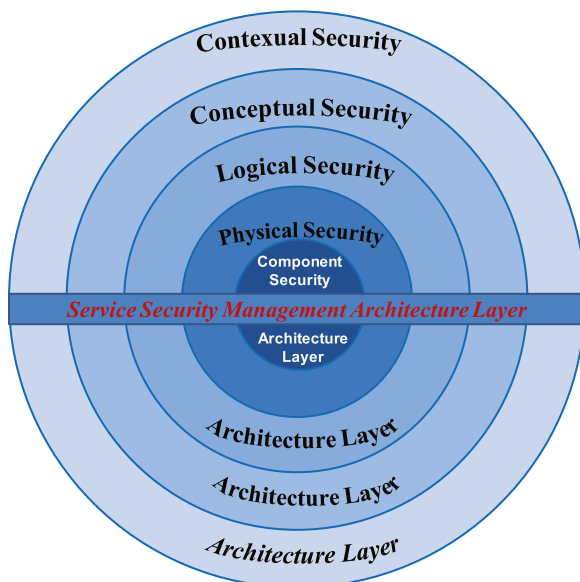 Contexual Security
Conceptual Security
Logical Security
Physical Security
Component
Security
Service Security Management Architecture Layer
Architecture
Layer
Architecture Layer
Architecture Layer
Architecture Layer